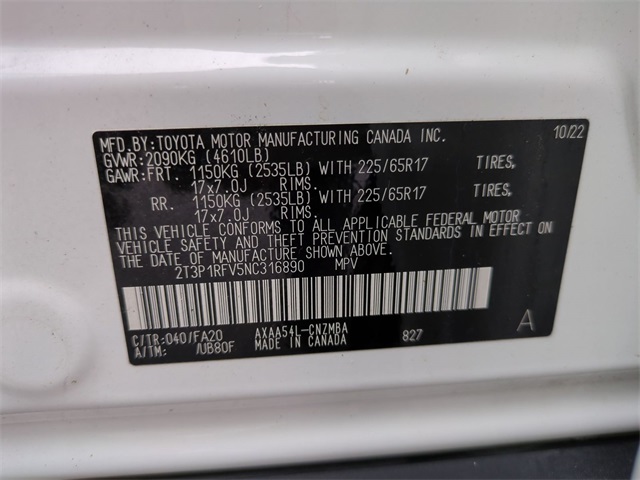 MFD.BY:TOYOTA MOTOR MANUFACTURING CANADA INC. 10/22
GVWR:2090KG (4610LB)
GAWR:FRT. 1150KG (2535LB) WITH 225/65R17 TIRES,
17x7.0J RIMS.
RR. 1150KG (2535LB) WITH 225/65R17 TIRES,
17x7.0J RIMS.
THIS VEHICLE CONFORMS TO ALL APPLICABLE FEDERAL MOTOR
VEHICLE SAFETY AND THEFT PREVENTION STANDARDS IN EFFECT ON
THE DATE OF MANUFACTURE SHOWN ABOVE.
2T3P1RFV5NC316890 MPV
C/TR:040/FA20 AXAA54L-CNZMBA 827 A
A/TM: /UB80F MADE IN CANADA